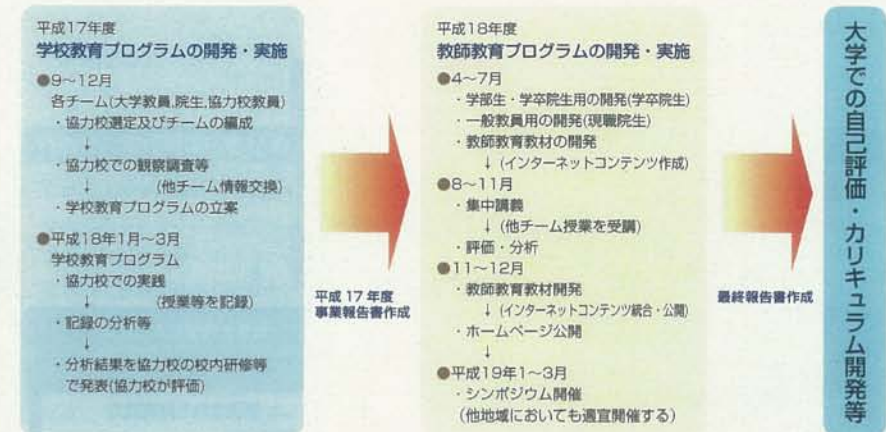 平成17年度
学校教育プログラムの開発・実施
●9～12月
各チーム(大学教員,院生,協力校教員)
・協力校選定及びチームの編成
↓
・協力校での観察調査等
↓ (他チーム情報交換)
・学校教育プログラムの立案
●平成18年1月～3月
学校教育プログラム
・協力校での実践
↓ (授業等を記録)
・記録の分析等
↓
・分析結果を協力校の校内研修等
で発表(協力校が評価)
平成 17 年度
事業報告書作成
平成18年度
教師教育プログラムの開発・実施
●4～7月
・学部生・学卒院生用の開発(学卒院生)
・一般教員用の開発(現職院生)
・教師教育教材の開発
↓ (インターネットコンテンツ作成)
●8～11月
・集中講義
↓ (他チーム授業を受講)
・評価・分析
●11～12月
・教師教育教材開発
↓ (インターネットコンテンツ統合・公開)
・ホームページ公開
↓
●平成19年1～3月
・シンポジウム開催
(他地域においても適宜開催する)
最終報告書作成
大学での自己評価・カリキュラム開発等